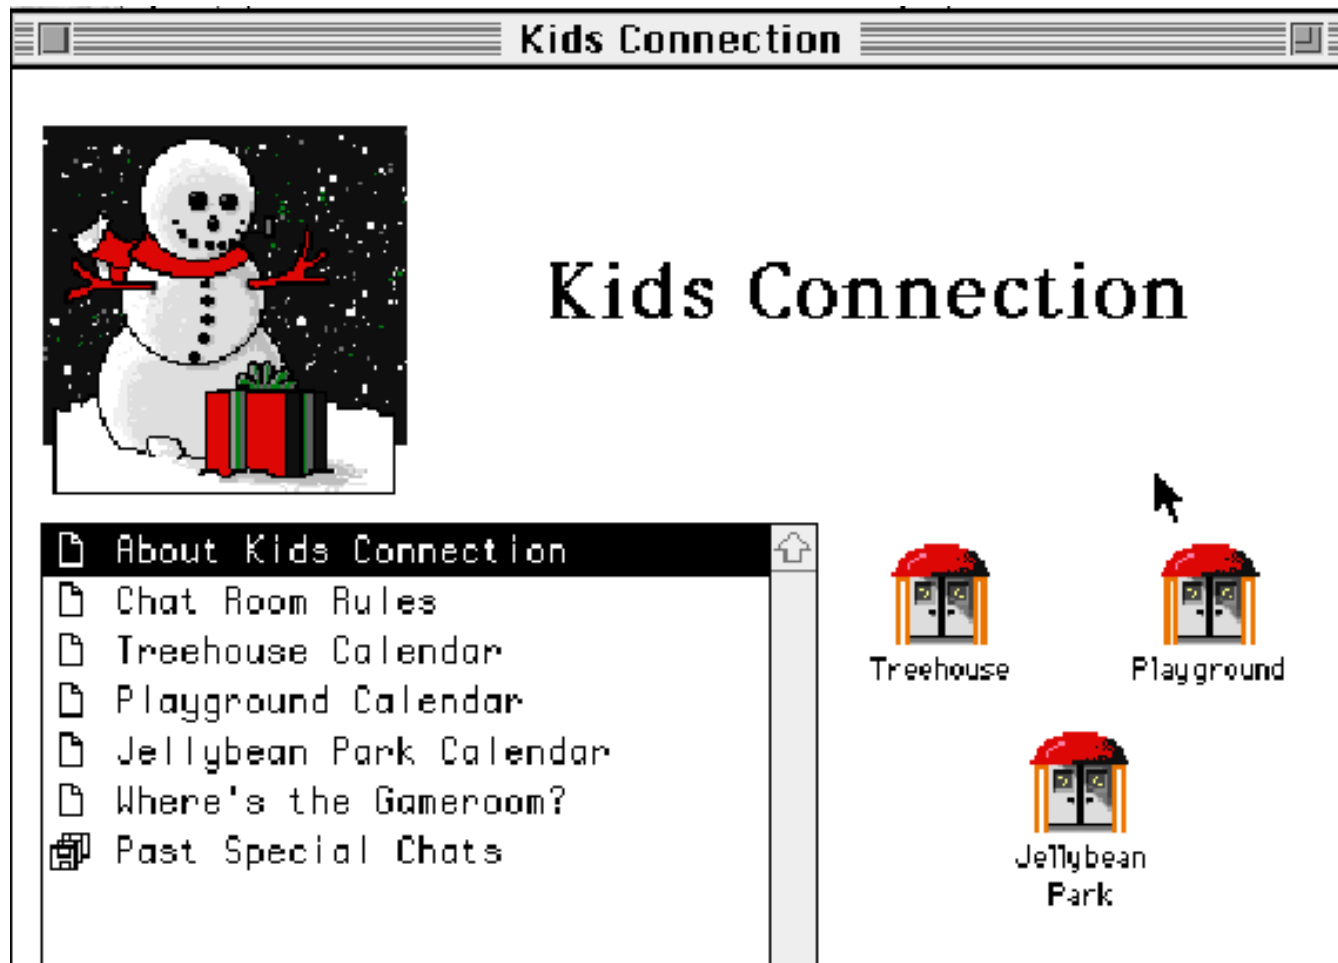 Kids Connection
Kids Connection
About Kids Connection
Chat Room Rules
Treehouse Calendar
Playground Calendar
Jellybean Park Calendar
Where's the Gameroom?
Past Special Chats
Treehouse
Playground
Jellybean
Park